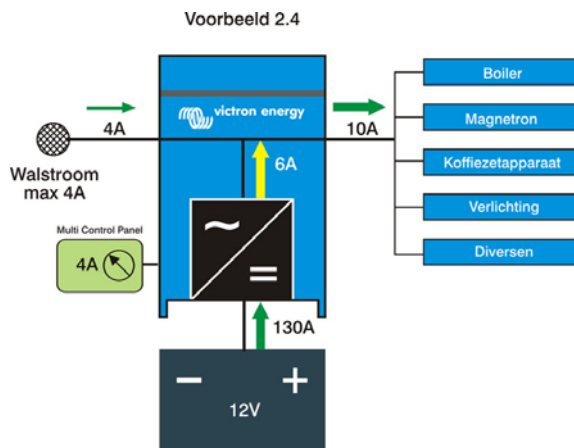 Voorbeeld 2.4
victron energy
4A
10A
Walstroom
max 4A
6A
Multi Control Panel
4A
130A
12V
Boiler
Magnetron
Koffiezetapparaat
Verlichting
Diversen